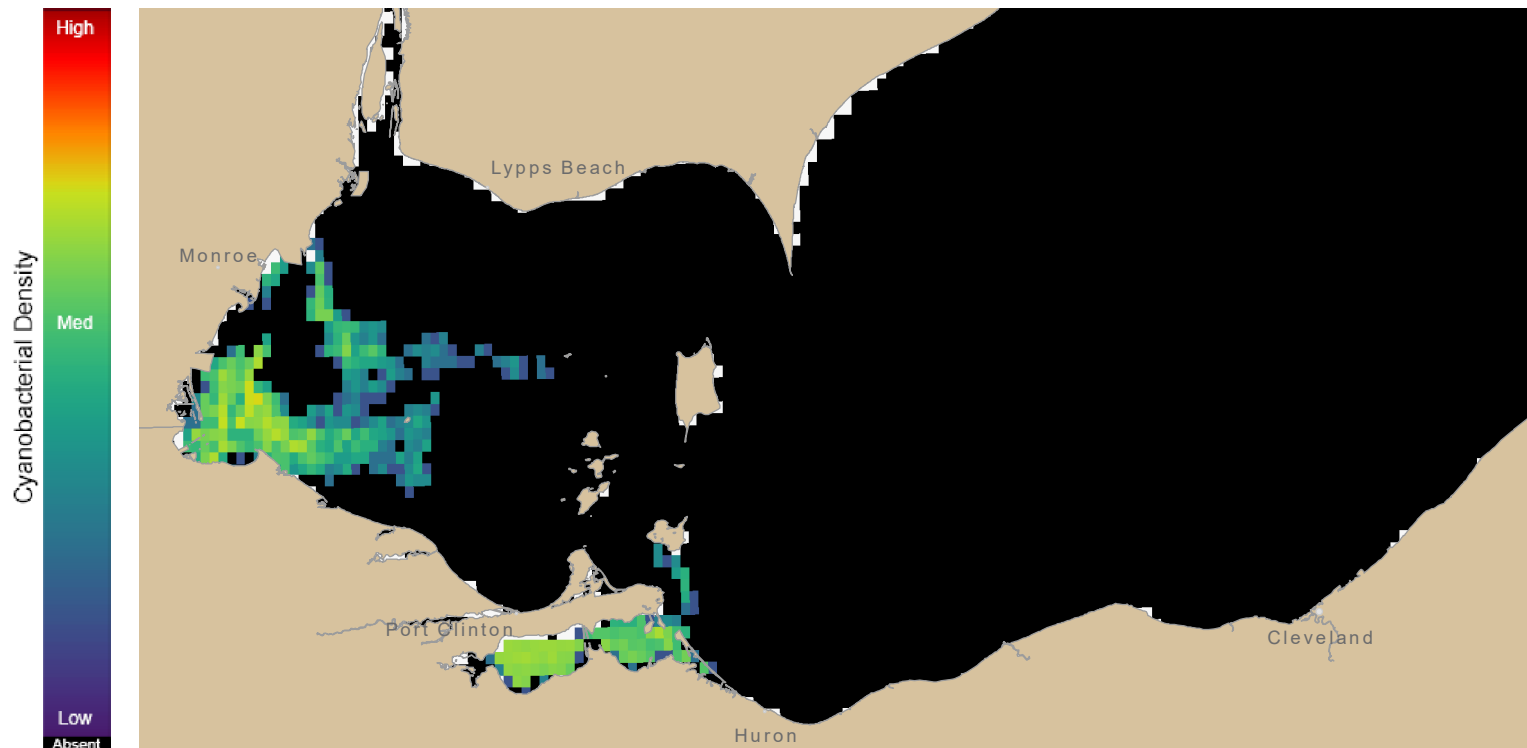 High
Cyanobacterial Density
Med
Low
Absent
Lypps Beach
Monroe
Port Clinton
Cleveland
Huron